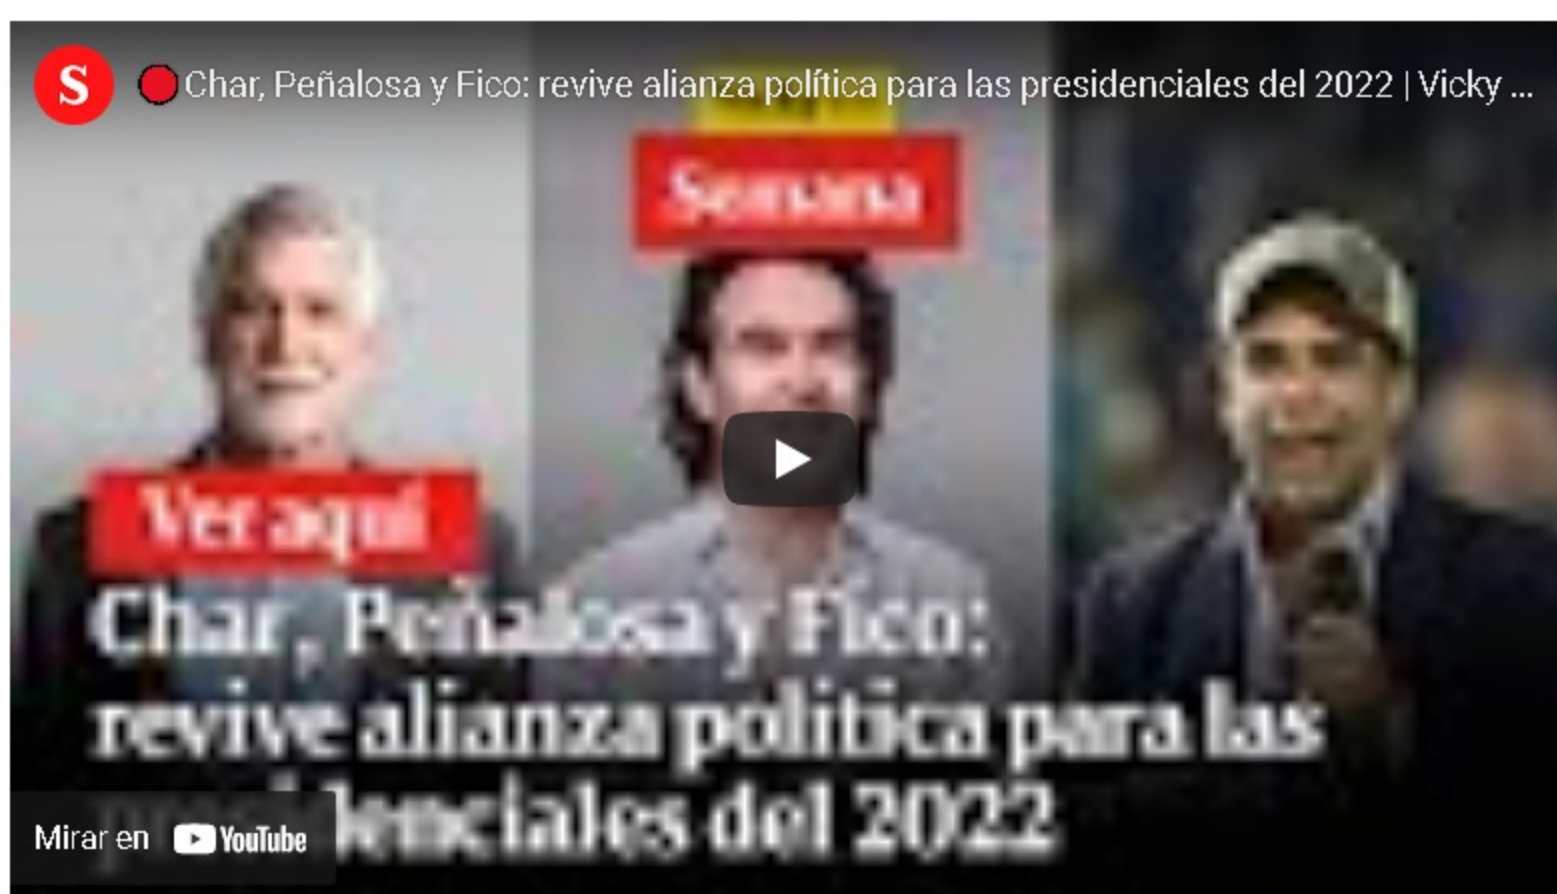 S
Char, Peñalosa y Fico: revive alianza política para las presidenciales del 2022 | Vicky ...
Semana
Ver aquí
Char, Peñalosa y Fico:
revive alianza política para las
presidenciales del 2022
Mirar en YouTube